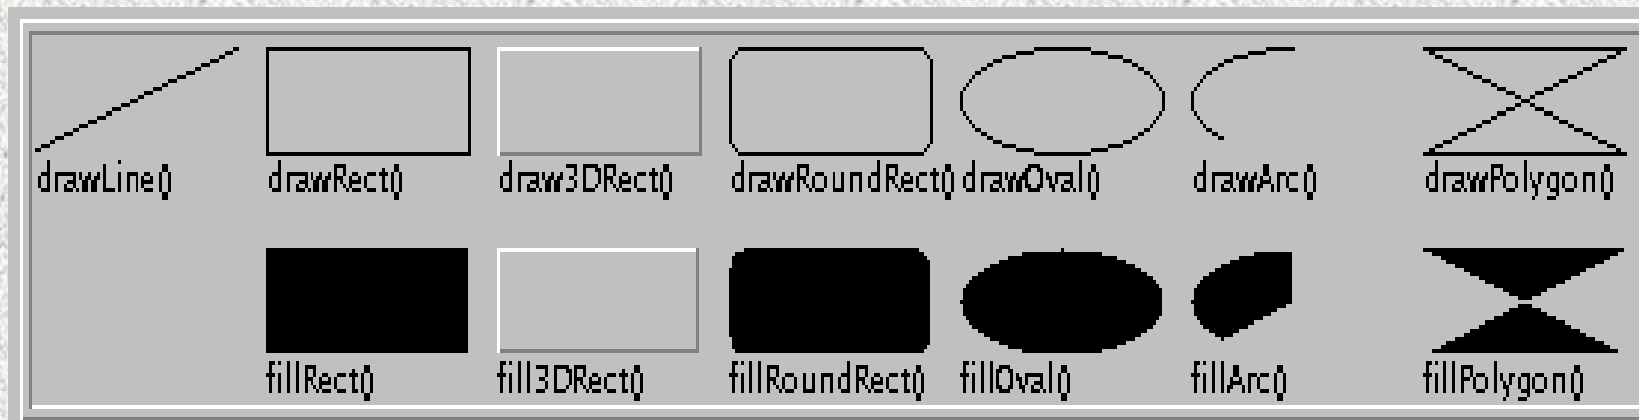 drawLine() drawRect() draw3DRect() drawRoundRect() drawOval() drawArc() drawPolygon()
fillRect() fill3DRect() fillRoundRect() fillOval() fillArc() fillPolygon()